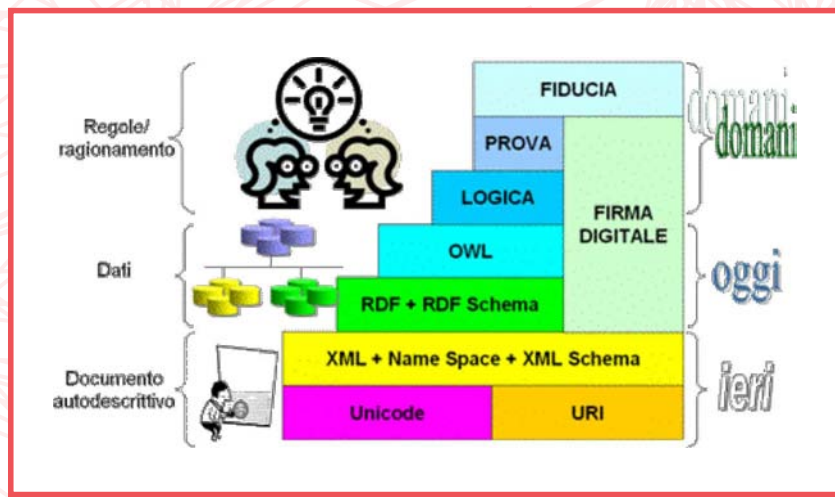 FIDUCIA
domani
domani
Regole/
ragionamento
PROVA
LOGICA
FIRMA
DIGITALE
OWL
Dati
oggi
RDF + RDF Schema
XML + Name Space + XML Schema
Documento
autodescrittivo
ieri
Unicode
URI